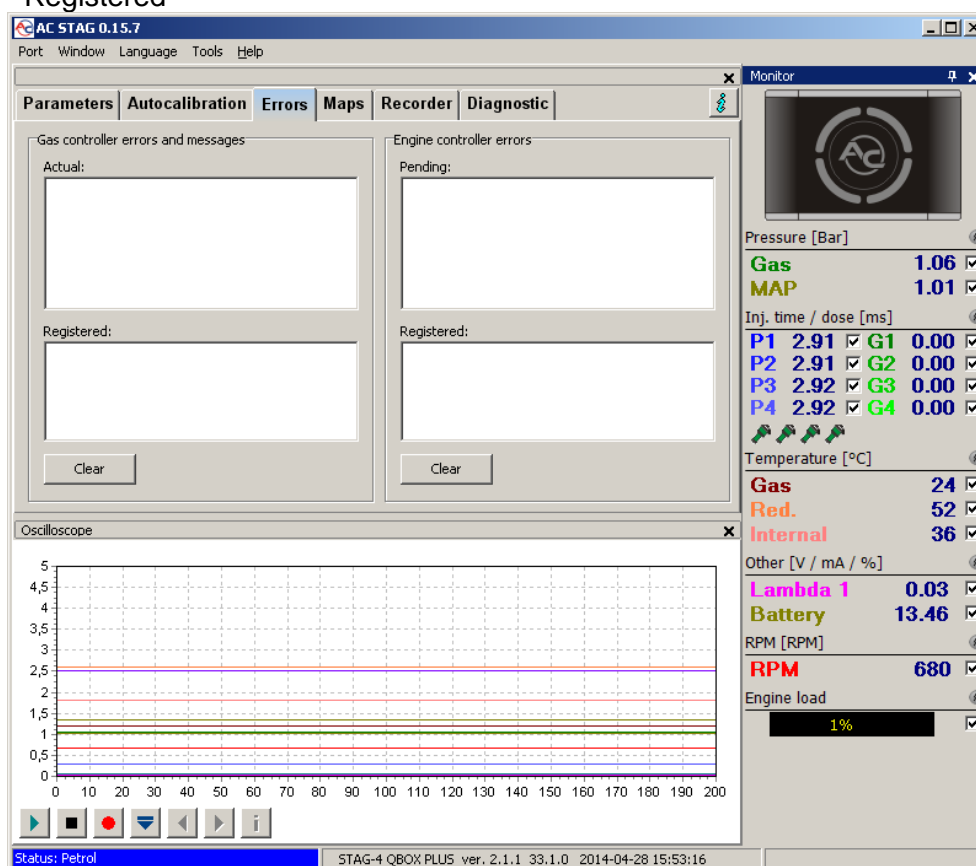 Registered
AC STAG 0.15.7
Port Window Language Tools Help
Parameters Autocalibration Errors Maps Recorder Diagnostic
Gas controller errors and messages
Actual:
Registered:
Clear
Engine controller errors
Pending:
Registered:
Clear
Oscilloscope
5
4,5
4
3,5
3
2,5
2
1,5
1
0,5
0
0 10 20 30 40 50 60 70 80 90 100 110 120 130 140 150 160 170 180 190 200
Monitor
AC
Pressure [Bar]
Gas 1.06
MAP 1.01
Inj. time / dose [ms]
P1 2.91 G1 0.00
P2 2.91 G2 0.00
P3 2.92 G3 0.00
P4 2.92 G4 0.00
Temperature [°C]
Gas 24
Red. 52
Internal 36
Other [V / mA / %]
Lambda 1 0.03
Battery 13.46
RPM [RPM]
RPM 680
Engine load
1%
Status: Petrol
STAG-4 QBOX PLUS ver. 2.1.1 33.1.0 2014-04-28 15:53:16